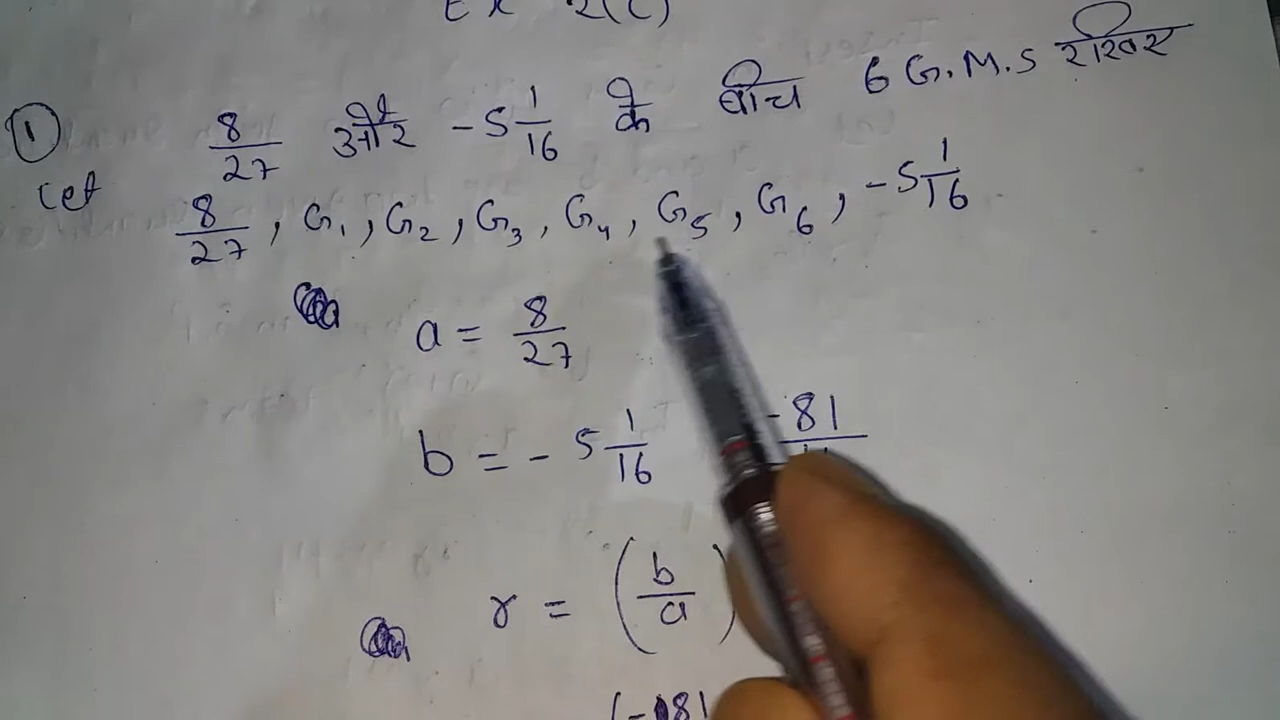 Ex 2(C)
① 8/27 और -5 1/16 के बीच 6 G.M.S
Let 8/27, G₁, G₂, G₃, G₄, G₅, G₆, -5 1/16
a = 8/27
b = -5 1/16 -81
r = (b/a)
(-81